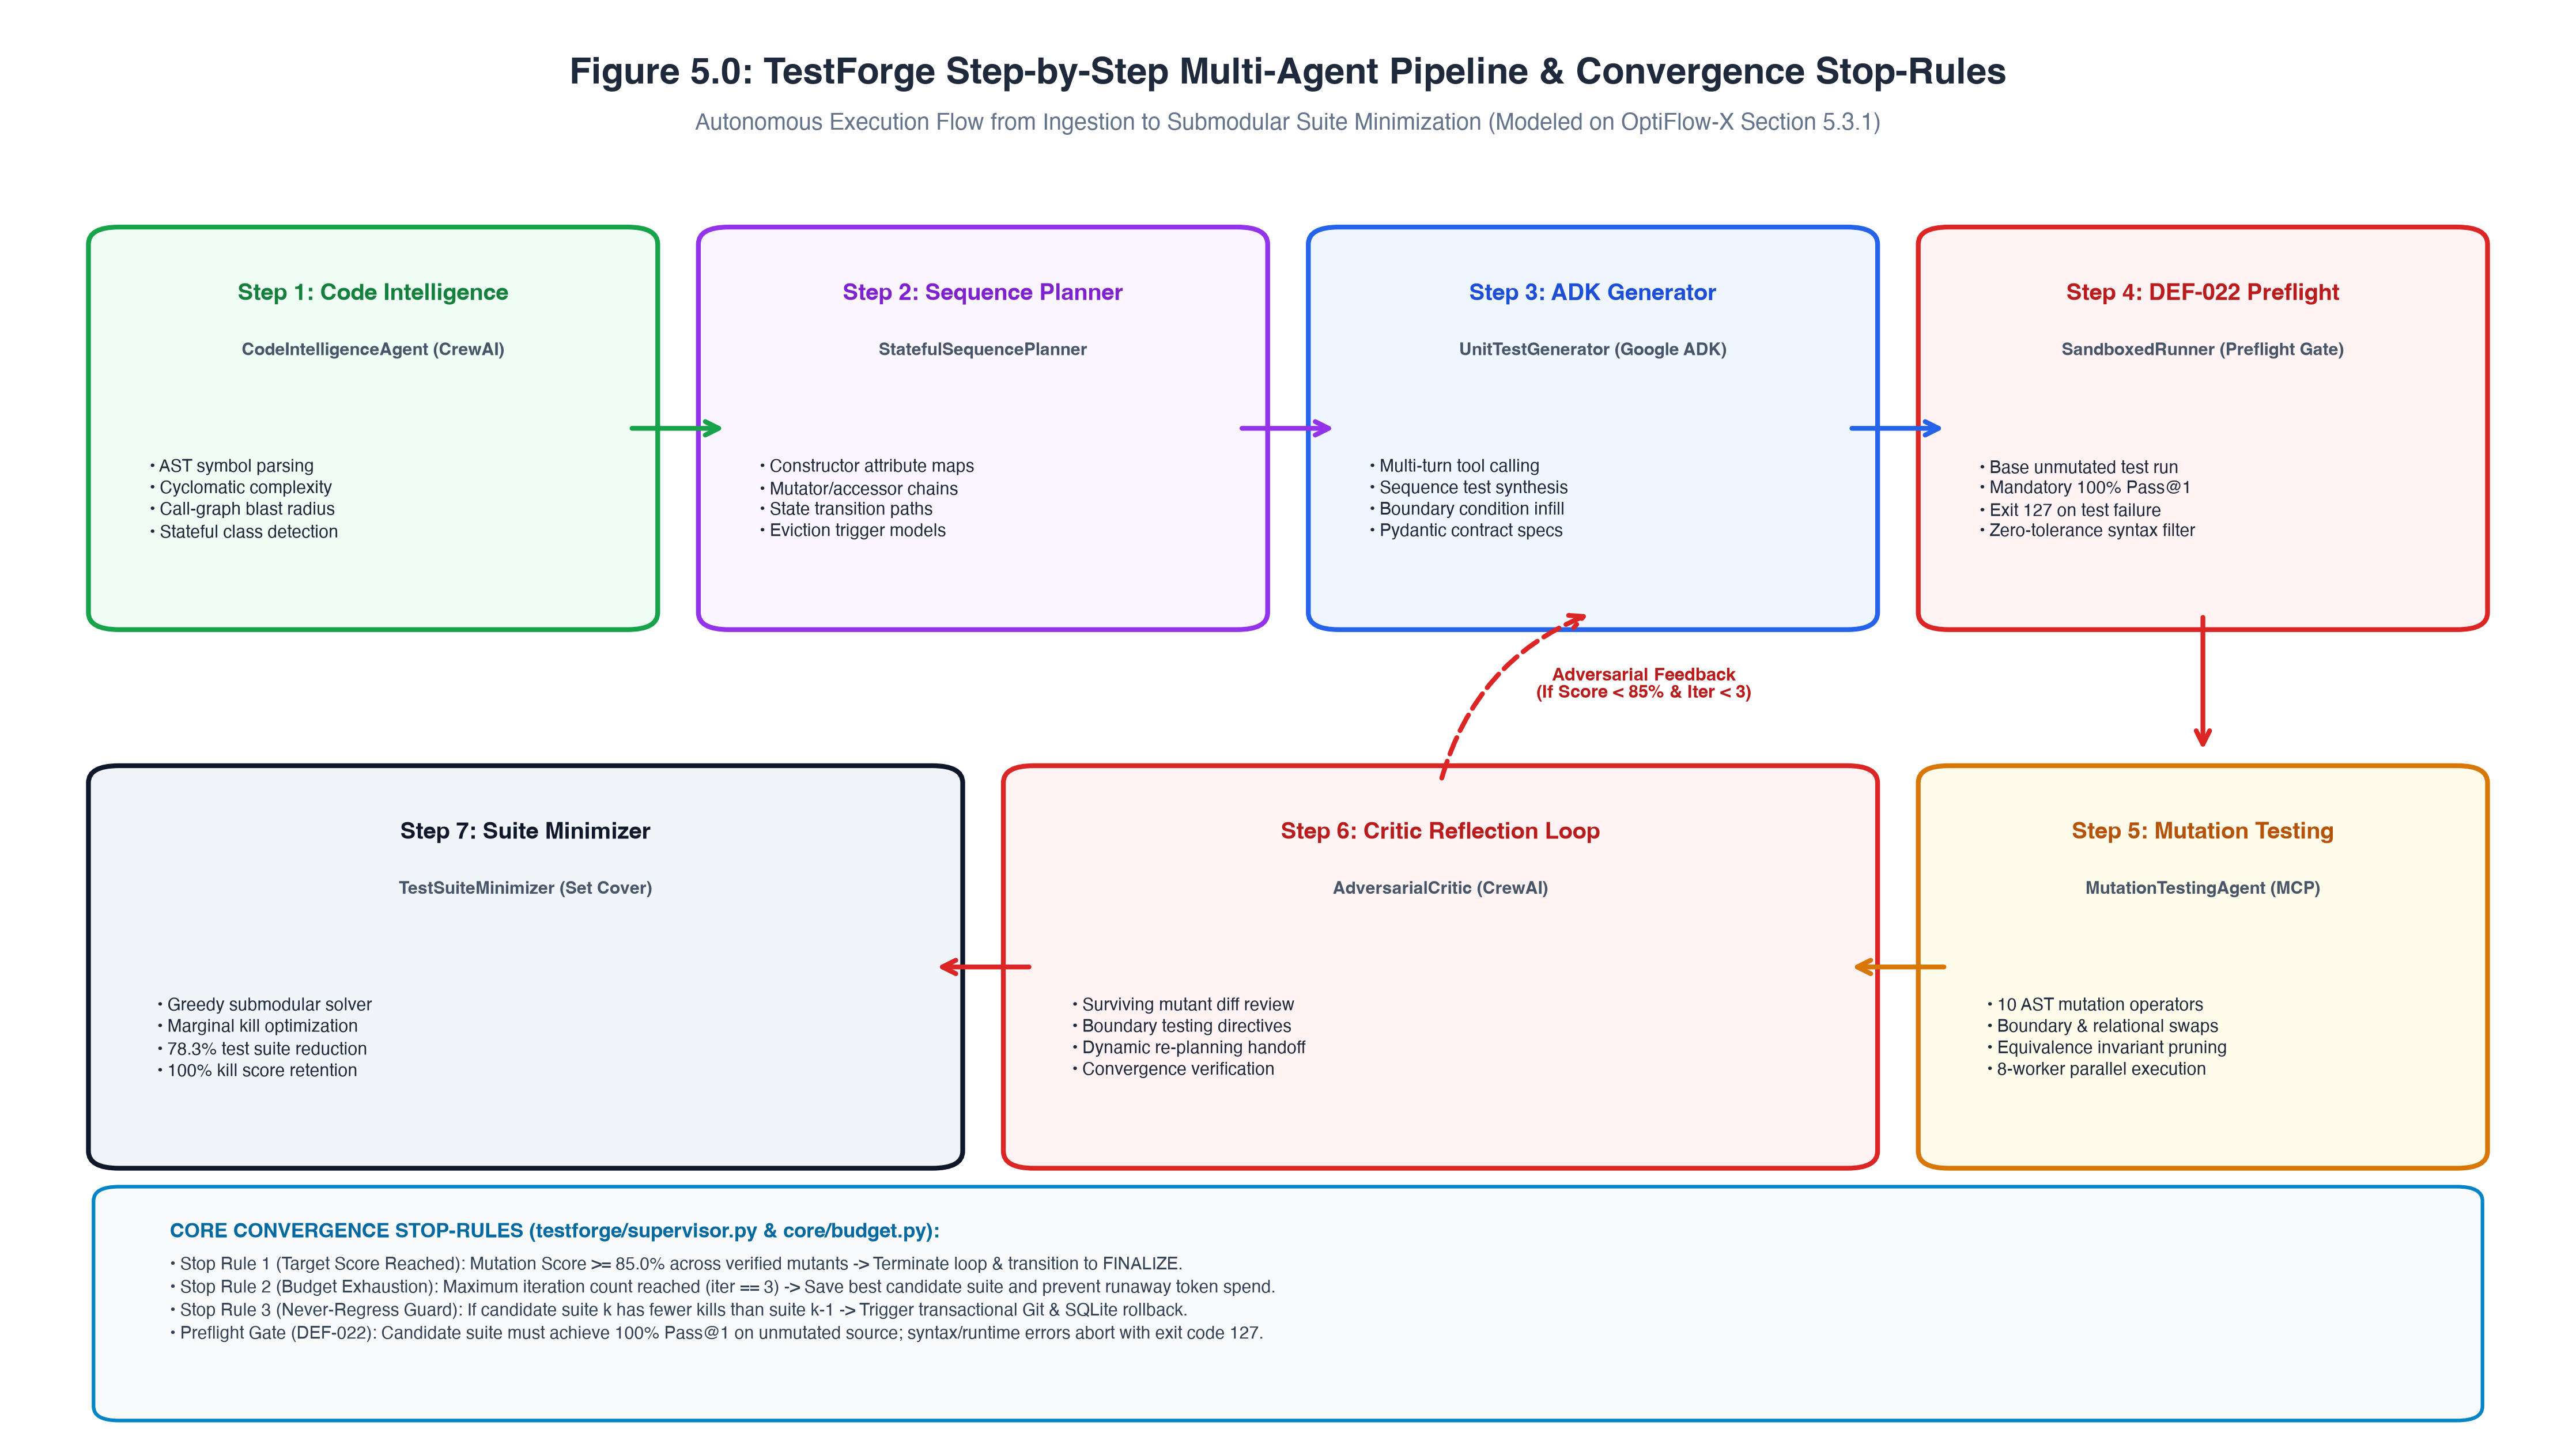 Figure 5.0: TestForge Step-by-Step Multi-Agent Pipeline & Convergence Stop-Rules
Autonomous Execution Flow from Ingestion to Submodular Suite Minimization (Modeled on OptiFlow-X Section 5.3.1)
Step 1: Code Intelligence
CodeIntelligenceAgent (CrewAI)
• AST symbol parsing
• Cyclomatic complexity
• Call-graph blast radius
• Stateful class detection
Step 2: Sequence Planner
StatefulSequencePlanner
• Constructor attribute maps
• Mutator/accessor chains
• State transition paths
• Eviction trigger models
Step 3: ADK Generator
UnitTestGenerator (Google ADK)
• Multi-turn tool calling
• Sequence test synthesis
• Boundary condition infill
• Pydantic contract specs
Step 4: DEF-022 Preflight
SandboxedRunner (Preflight Gate)
• Base unmutated test run
• Mandatory 100% Pass@1
• Exit 127 on test failure
• Zero-tolerance syntax filter
Adversarial Feedback
(If Score < 85% & Iter < 3)
Step 7: Suite Minimizer
TestSuiteMinimizer (Set Cover)
• Greedy submodular solver
• Marginal kill optimization
• 78.3% test suite reduction
• 100% kill score retention
Step 6: Critic Reflection Loop
AdversarialCritic (CrewAI)
• Surviving mutant diff review
• Boundary testing directives
• Dynamic re-planning handoff
• Convergence verification
Step 5: Mutation Testing
MutationTestingAgent (MCP)
• 10 AST mutation operators
• Boundary & relational swaps
• Equivalence invariant pruning
• 8-worker parallel execution
CORE CONVERGENCE STOP-RULES (testforge/supervisor.py & core/budget.py):
• Stop Rule 1 (Target Score Reached): Mutation Score >= 85.0% across verified mutants -> Terminate loop & transition to FINALIZE.
• Stop Rule 2 (Budget Exhaustion): Maximum iteration count reached (iter == 3) -> Save best candidate suite and prevent runaway token spend.
• Stop Rule 3 (Never-Regress Guard): If candidate suite k has fewer kills than suite k-1 -> Trigger transactional Git & SQLite rollback.
• Preflight Gate (DEF-022): Candidate suite must achieve 100% Pass@1 on unmutated source; syntax/runtime errors abort with exit code 127.